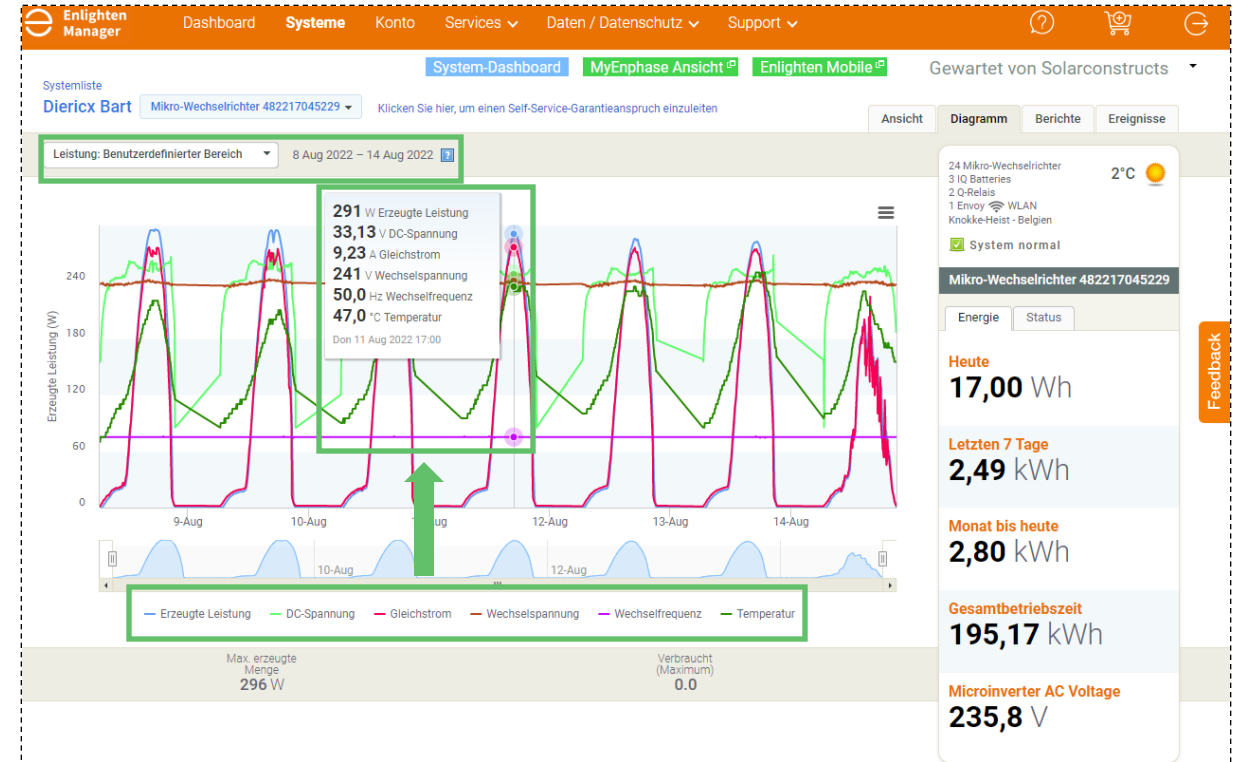 Enlighten
Manager
Dashboard Systeme Konto Services Daten / Datenschutz Support
System-Dashboard MyEnphase Ansicht Enlighten Mobile
Gewartet von Solarconstructs
Systemliste
Diericx Bart Mikro-Wechselrichter 482217045229 Klicken Sie hier, um einen Self-Service-Garantieanspruch einzuleiten
Ansicht Diagramm Berichte Ereignisse
Leistung: Benutzerdefinierter Bereich 8 Aug 2022 – 14 Aug 2022 ?
291 W Erzeugte Leistung
33,13 V DC-Spannung
9,23 A Gleichstrom
241 V Wechselspannung
50,0 Hz Wechselfrequenz
47,0 °C Temperatur
Don 11 Aug 2022 17:00
Erzeugte Leistung (W)
240
180
120
60
0
9-Aug 10-Aug 12-Aug 13-Aug 14-Aug
10-Aug 12-Aug
Erzeugte Leistung DC-Spannung Gleichstrom Wechselspannung Wechselfrequenz Temperatur
Max. erzeugte
Menge
296 W
Verbraucht
(Maximum)
0.0
24 Mikro-Wechselrichter
3 IQ Batteries
2 Q-Relais
1 Envoy WLAN
Knokke-Heist - Belgien
2°C
System normal
Mikro-Wechselrichter 482217045229
Energie Status
Heute
17,00 Wh
Letzten 7 Tage
2,49 kWh
Monat bis heute
2,80 kWh
Gesamtbetriebszeit
195,17 kWh
Microinverter AC Voltage
235,8 V
Feedback